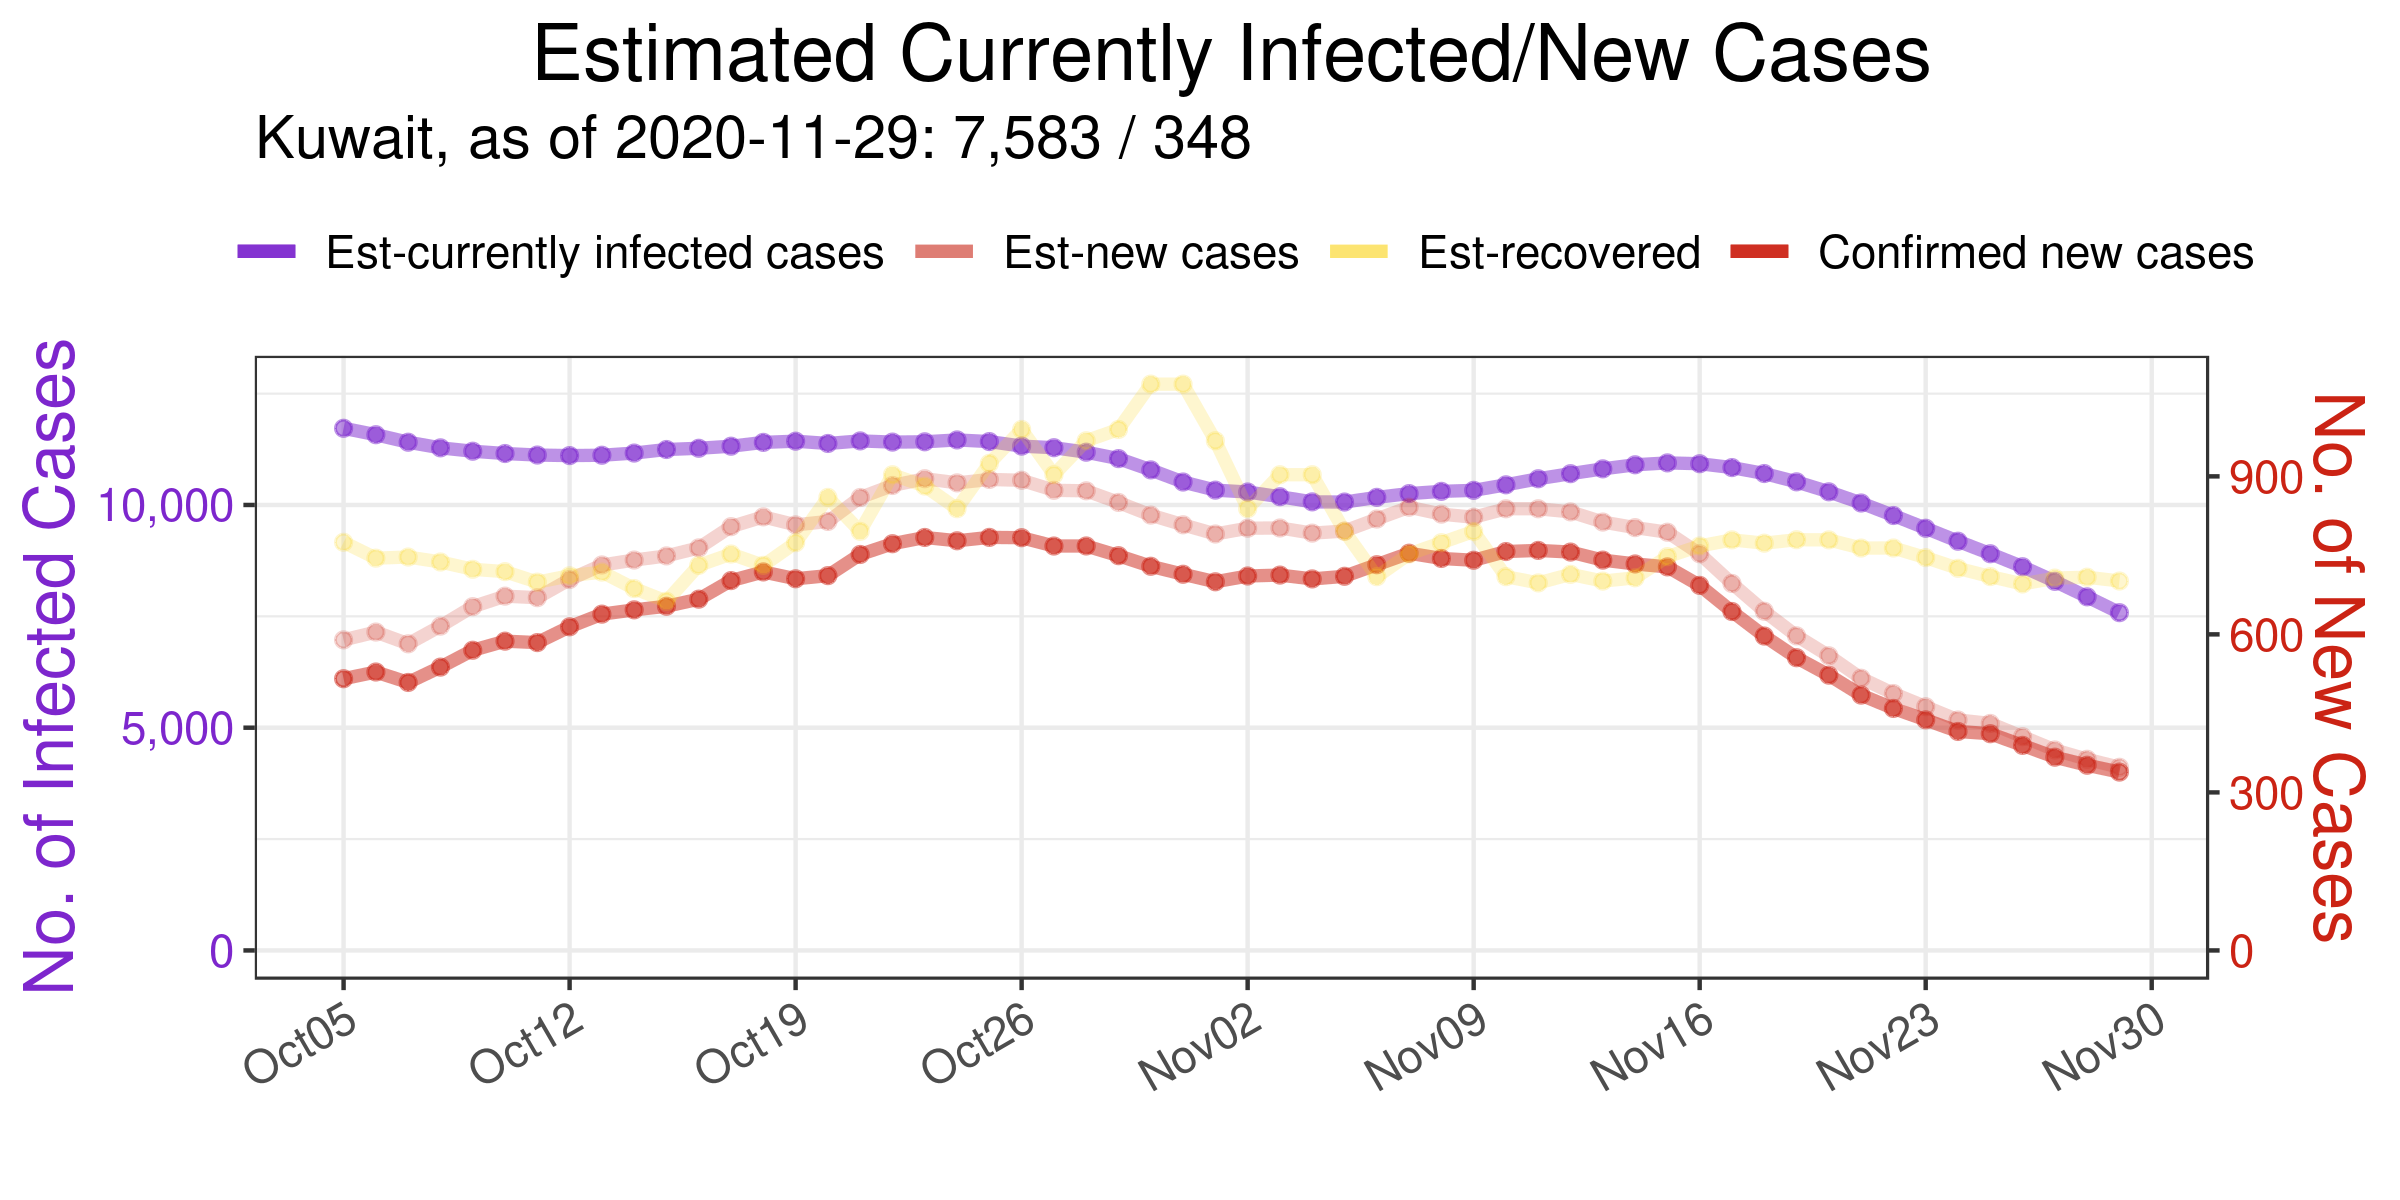 Estimated Currently Infected/New Cases
Kuwait, as of 2020-11-29: 7,583 / 348
Est-currently infected cases Est-new cases Est-recovered Confirmed new cases
No. of Infected Cases
10,000
5,000
0
900
600
300
0
No. of New Cases
Oct05 Oct12 Oct19 Oct26 Nov02 Nov09 Nov16 Nov23 Nov30